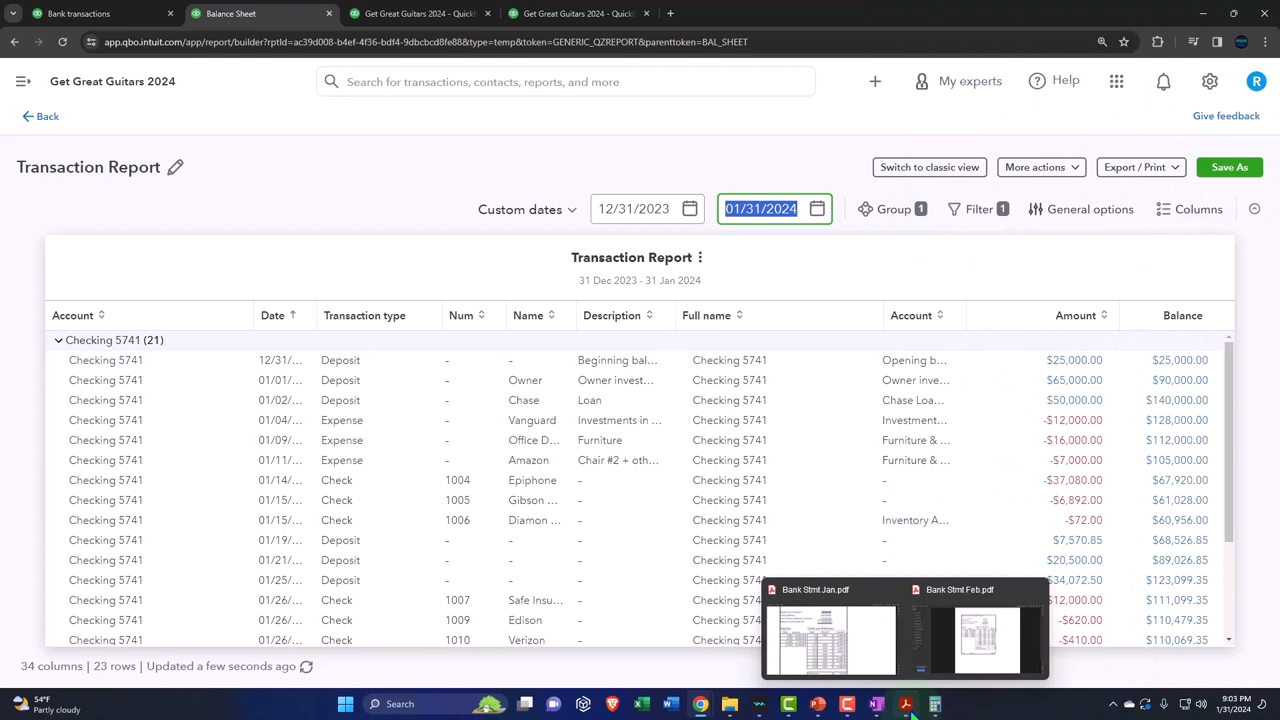 Bank transactions
Balance Sheet
Get Great Guitars 2024 - Quick
Get Great Guitars 2024 - Quick
app.qbo.intuit.com/app/report/builder?rptId=ac39d008-b4ef-4f36-bdf4-9dbcbcd8fe88&type=temp&token=GENERIC_QZREPORT&parenttoken=BAL_SHEET
Get Great Guitars 2024
Search for transactions, contacts, reports, and more
My experts
Help
R
Back
Give feedback
Transaction Report
Switch to classic view
More actions
Export / Print
Save As
Custom dates 12/31/2023 01/31/2024 Group 1 Filter 1 General options Columns
Transaction Report
31 Dec 2023 - 31 Jan 2024
Account Date Transaction type Num Name Description Full name Account Amount Balance
Checking 5741 (21)
Checking 5741 12/31/... Deposit – – Beginning bal... Checking 5741 Opening b... $25,000.00 $25,000.00
Checking 5741 01/01/... Deposit – Owner Owner invest... Checking 5741 Owner inve... $65,000.00 $90,000.00
Checking 5741 01/02/... Deposit – Chase Loan Checking 5741 Chase Loa... $50,000.00 $140,000.00
Checking 5741 01/04/... Expense – Vanguard Investments in ... Checking 5741 Investment... -$12,000.00 $128,000.00
Checking 5741 01/09/... Expense – Office D... Furniture Checking 5741 Furniture & ... -$16,000.00 $112,000.00
Checking 5741 01/11/... Expense – Amazon Chair #2 + oth... Checking 5741 Furniture & ... -$7,000.00 $105,000.00
Checking 5741 01/14/... Check 1004 Epiphone – Checking 5741 – -$37,080.00 $67,920.00
Checking 5741 01/15/... Check 1005 Gibson ... – Checking 5741 – -$6,892.00 $61,028.00
Checking 5741 01/15/... Check 1006 Diamon ... – Checking 5741 Inventory A... -$72.00 $60,956.00
Checking 5741 01/19/... Deposit – – – Checking 5741 – $7,570.85 $68,526.85
Checking 5741 01/21/... Deposit – – – Checking 5741 – $20,500.00 $89,026.85
Checking 5741 01/25/... Deposit – – – Checking 5741 $34,072.50 $123,099.35
Checking 5741 01/26/... Check 1007 Safe Insu... – Checking 5741 $12,000.00 $111,099.35
Checking 5741 01/26/... Check 1009 Edison – Checking 5741 $110,479.35
Checking 5741 01/26/... Check 1010 Verizon – Checking 5741 $110,069.35
Bank Stmt Jan.pdf
Bank Stmt Feb.pdf
34 columns | 23 rows | Updated a few seconds ago
54°F
Partly cloudy
Search
9:03 PM
1/31/2024